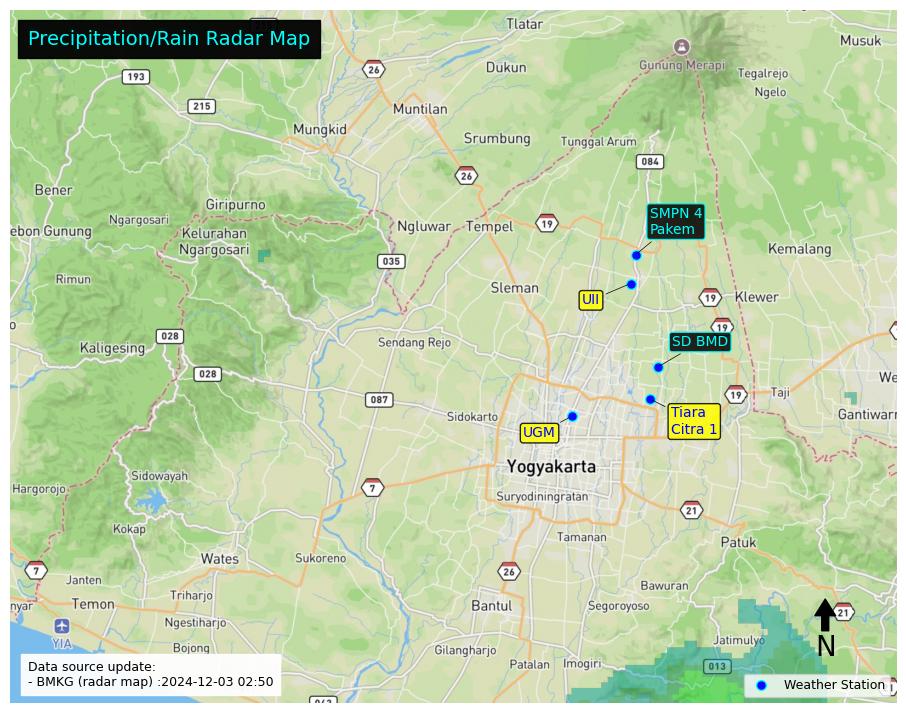 Precipitation/Rain Radar Map
Tlatar
Musuk
26
Gunung Merapi
193
Dukun
Tegalrejo
Ngelo
215
Muntilan
Mungkid
Srumbung
Tunggal Arum
084
26
Bener
Giripurno
SMPN 4
Pakem
Ngargosari
ebon Gunung
Kelurahan
Ngargosari
Ngluwar
Tempel
19
Kemalang
035
Rimun
Sleman
UII
19
Klewer
19
028
SD BMD
Kaligesing
Sendang Rejo
028
We
087
19
Taji
Gantiwarn
Sidokarto
Tiara
Citra 1
UGM
Yogyakarta
Sidowayah
Hargorojo
7
Suryodiningratan
21
Kokap
Tamanan
Patuk
Wates
Sukoreno
7
26
Janten
Bawuran
Triharjo
nyar
Temon
Bantul
Segoroyoso
21
Ngestiharjo
YIA
Jatimulyo
N
Bojong
Gilangharjo
Patalan
Imogiri
013
Data source update:
- BMKG (radar map) :2024-12-03 02:50
Weather Station